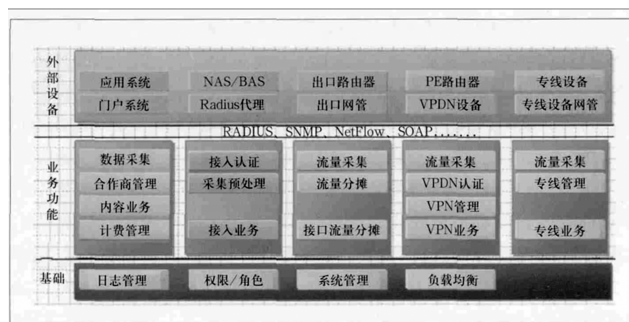 外部设备
应用系统 NAS/BAS 出口路由器 PE路由器 专线设备
门户系统 Radius代理 出口网管 VPDN设备 专线设备网管
RADIUS、SNMP、NetFlow、SOAP.......
业务功能
数据采集 接入认证 流量采集 流量采集 流量采集
合作商管理 采集预处理 流量分摊 VPDN认证 专线管理
内容业务 VPN管理
计费管理 接入业务 接口流量分摊 VPN业务 专线业务
基础 日志管理 权限/角色 系统管理 负载均衡